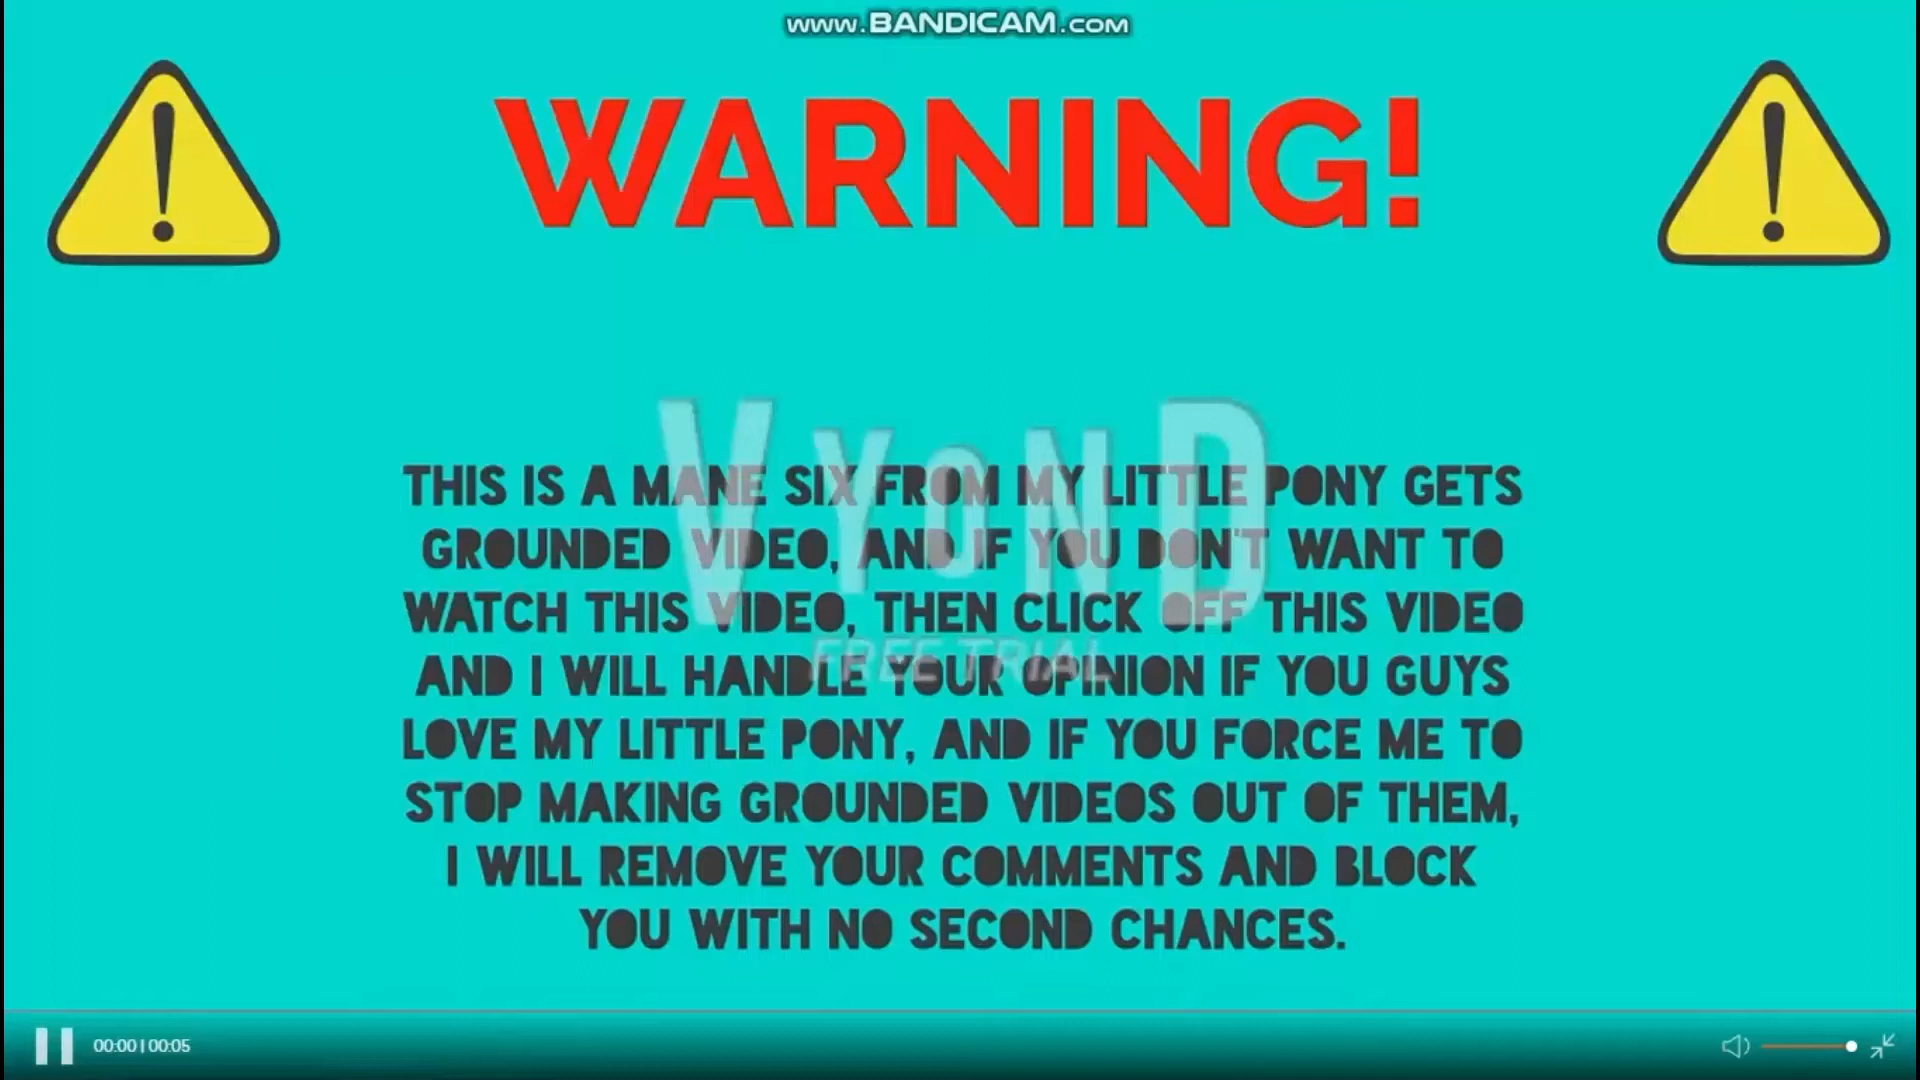 www.BANDICAM.com
WARNING!
VYOND
FREE TRIAL
THIS IS A MANE SIX FROM MY LITTLE PONY GETS
GROUNDED VIDEO, AND IF YOU DON'T WANT TO
WATCH THIS VIDEO, THEN CLICK OFF THIS VIDEO
AND I WILL HANDLE YOUR OPINION IF YOU GUYS
LOVE MY LITTLE PONY, AND IF YOU FORCE ME TO
STOP MAKING GROUNDED VIDEOS OUT OF THEM,
I WILL REMOVE YOUR COMMENTS AND BLOCK
YOU WITH NO SECOND CHANCES.
00:00 | 00:05